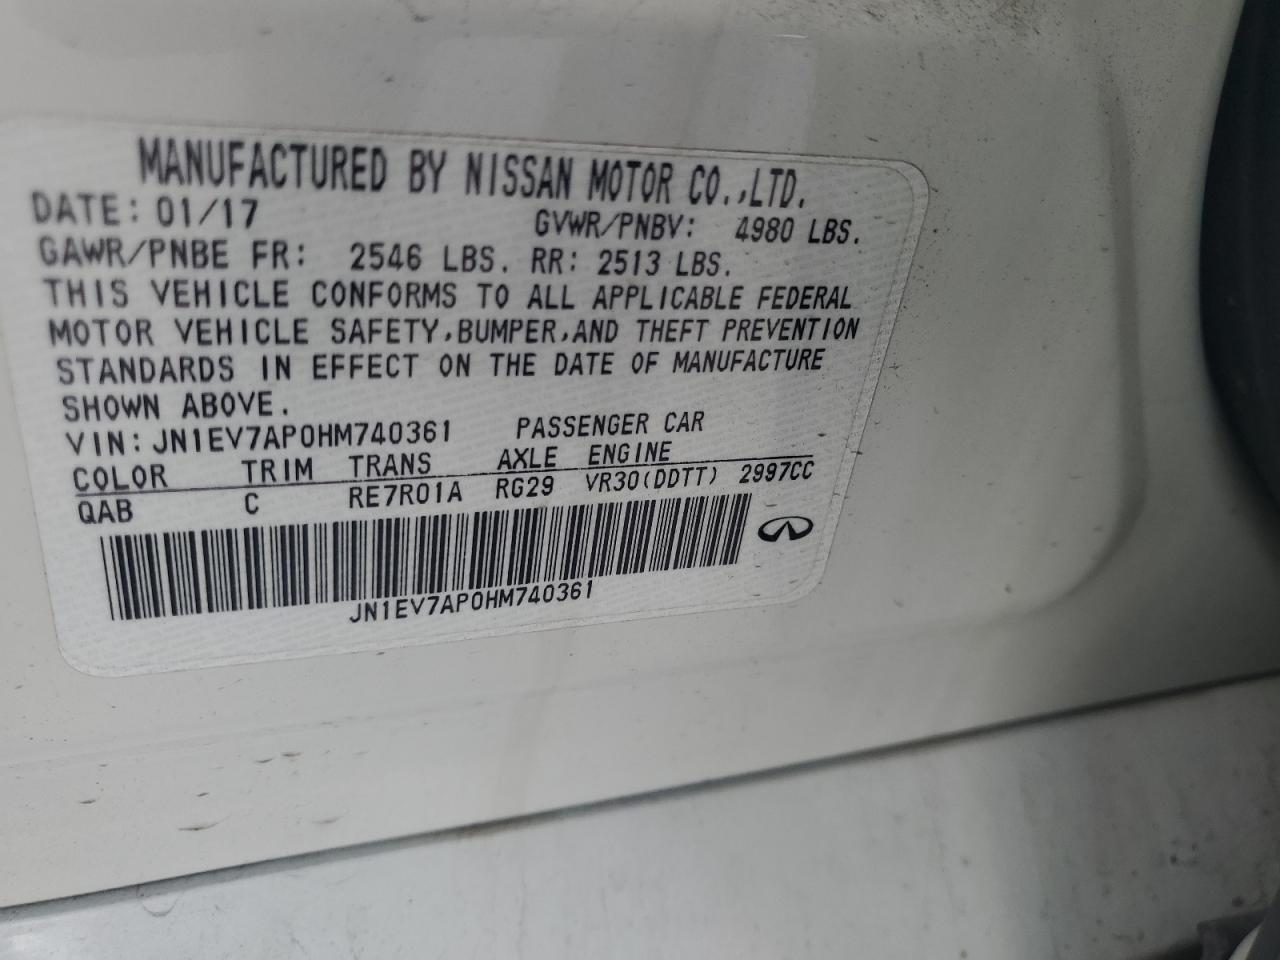 MANUFACTURED BY NISSAN MOTOR CO.,LTD.
DATE: 01/17 GVWR/PNBV: 4980 LBS.
GAWR/PNBE FR: 2546 LBS. RR: 2513 LBS.
THIS VEHICLE CONFORMS TO ALL APPLICABLE FEDERAL
MOTOR VEHICLE SAFETY,BUMPER,AND THEFT PREVENTION
STANDARDS IN EFFECT ON THE DATE OF MANUFACTURE
SHOWN ABOVE.
VIN: JN1EV7AP0HM740361 PASSENGER CAR
COLOR TRIM TRANS AXLE ENGINE
QAB C RE7R01A RG29 VR30(DDTT) 2997CC
JN1EV7AP0HM740361